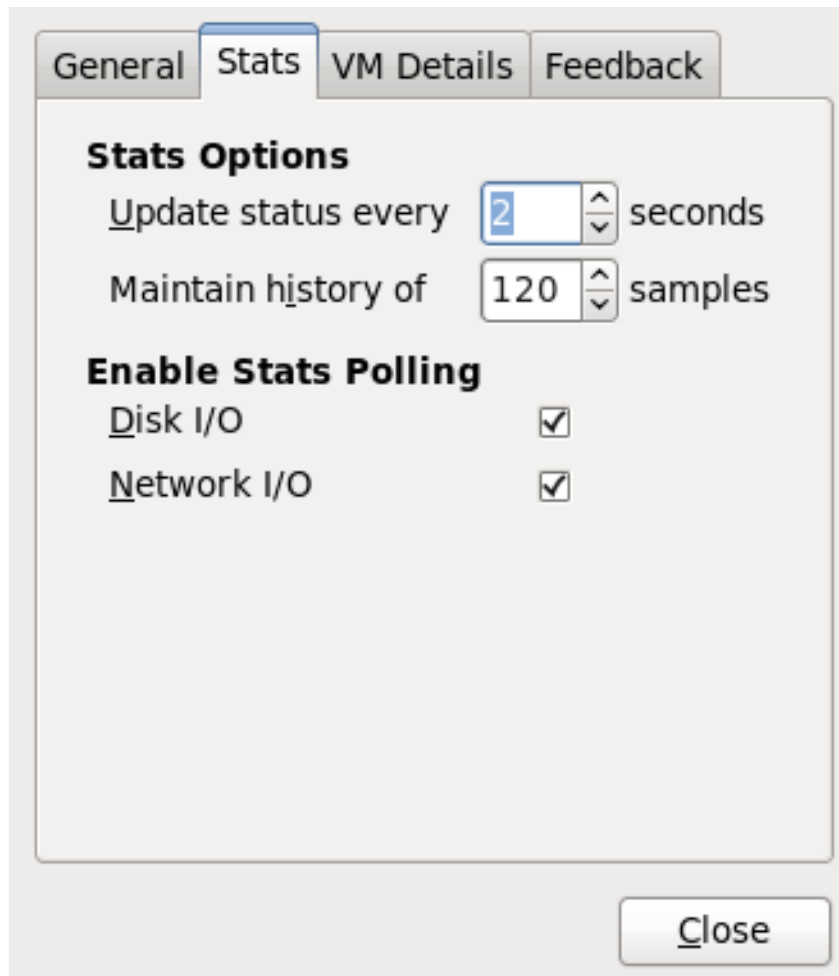 General Stats VM Details Feedback
Stats Options
Update status every 2 seconds
Maintain history of 120 samples
Enable Stats Polling
Disk I/O
Network I/O
Close